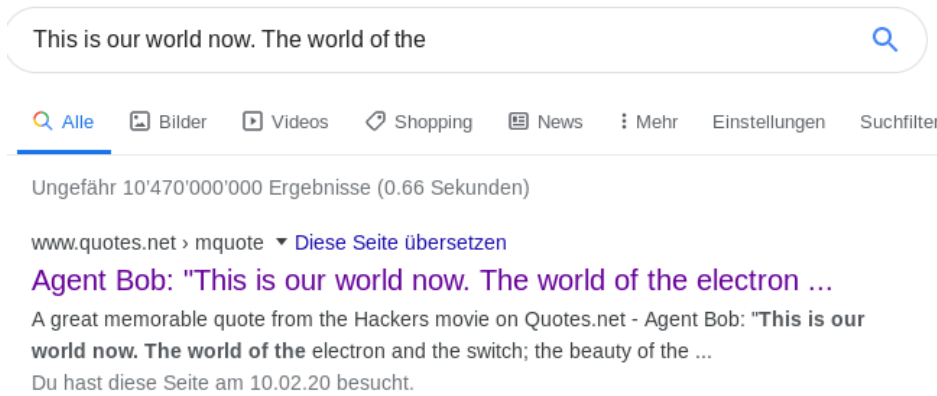 This is our world now. The world of the
Alle Bilder Videos Shopping News Mehr Einstellungen Suchfilter
Ungefähr 10'470'000'000 Ergebnisse (0.66 Sekunden)
www.quotes.net › mquote ▼ Diese Seite übersetzen
Agent Bob: "This is our world now. The world of the electron ...
A great memorable quote from the Hackers movie on Quotes.net - Agent Bob: "This is our
world now. The world of the electron and the switch; the beauty of the ...
Du hast diese Seite am 10.02.20 besucht.